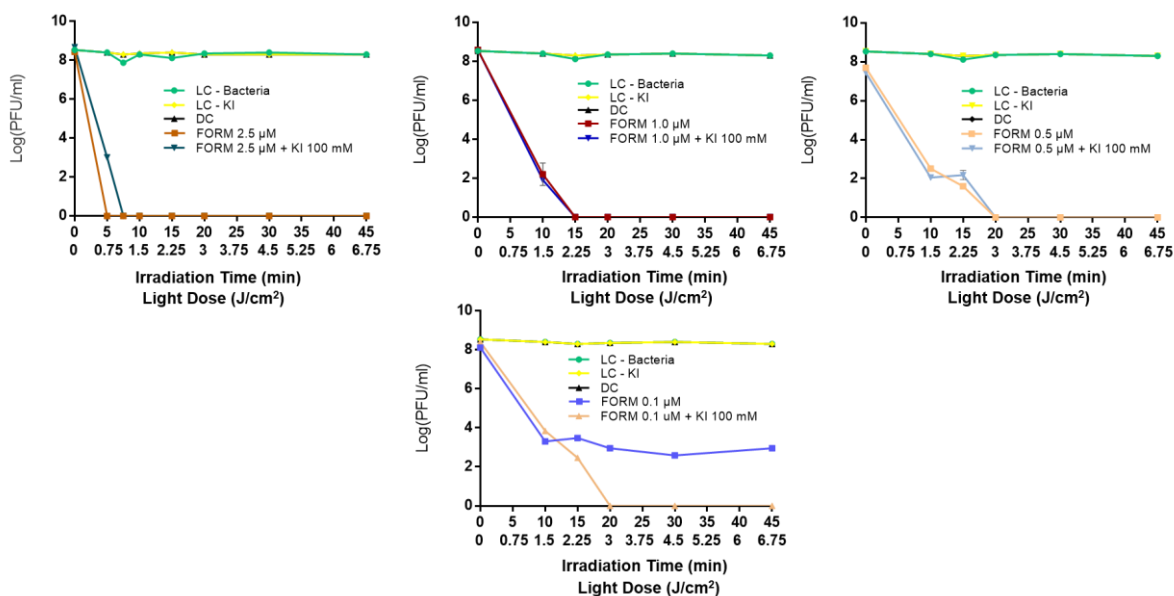 10
8
6
4
2
0
Log(PFU/ml)
LC - Bacteria
LC - KI
DC
FORM 2.5 µM
FORM 2.5 µM + KI 100 mM
0 5 10 15 20 25 30 35 40 45
0 0.75 1.5 2.25 3 3.75 4.5 5.25 6 6.75
Irradiation Time (min)
Light Dose (J/cm²)
10
8
6
4
2
0
Log(PFU/ml)
LC - Bacteria
LC - KI
DC
FORM 1.0 µM
FORM 1.0 µM + KI 100 mM
0 5 10 15 20 25 30 35 40 45
0 0.75 1.5 2.25 3 3.75 4.5 5.25 6 6.75
Irradiation Time (min)
Light Dose (J/cm²)
10
8
6
4
2
0
Log(PFU/ml)
LC - Bacteria
LC - KI
DC
FORM 0.5 µM
FORM 0.5 µM + KI 100 mM
0 5 10 15 20 25 30 35 40 45
0 0.75 1.5 2.25 3 3.75 4.5 5.25 6 6.75
Irradiation Time (min)
Light Dose (J/cm²)
10
8
6
4
2
0
Log(PFU/ml)
LC - Bacteria
LC - KI
DC
FORM 0.1 µM
FORM 0.1 uM + KI 100 mM
0 5 10 15 20 25 30 35 40 45
0 0.75 1.5 2.25 3 3.75 4.5 5.25 6 6.75
Irradiation Time (min)
Light Dose (J/cm²)